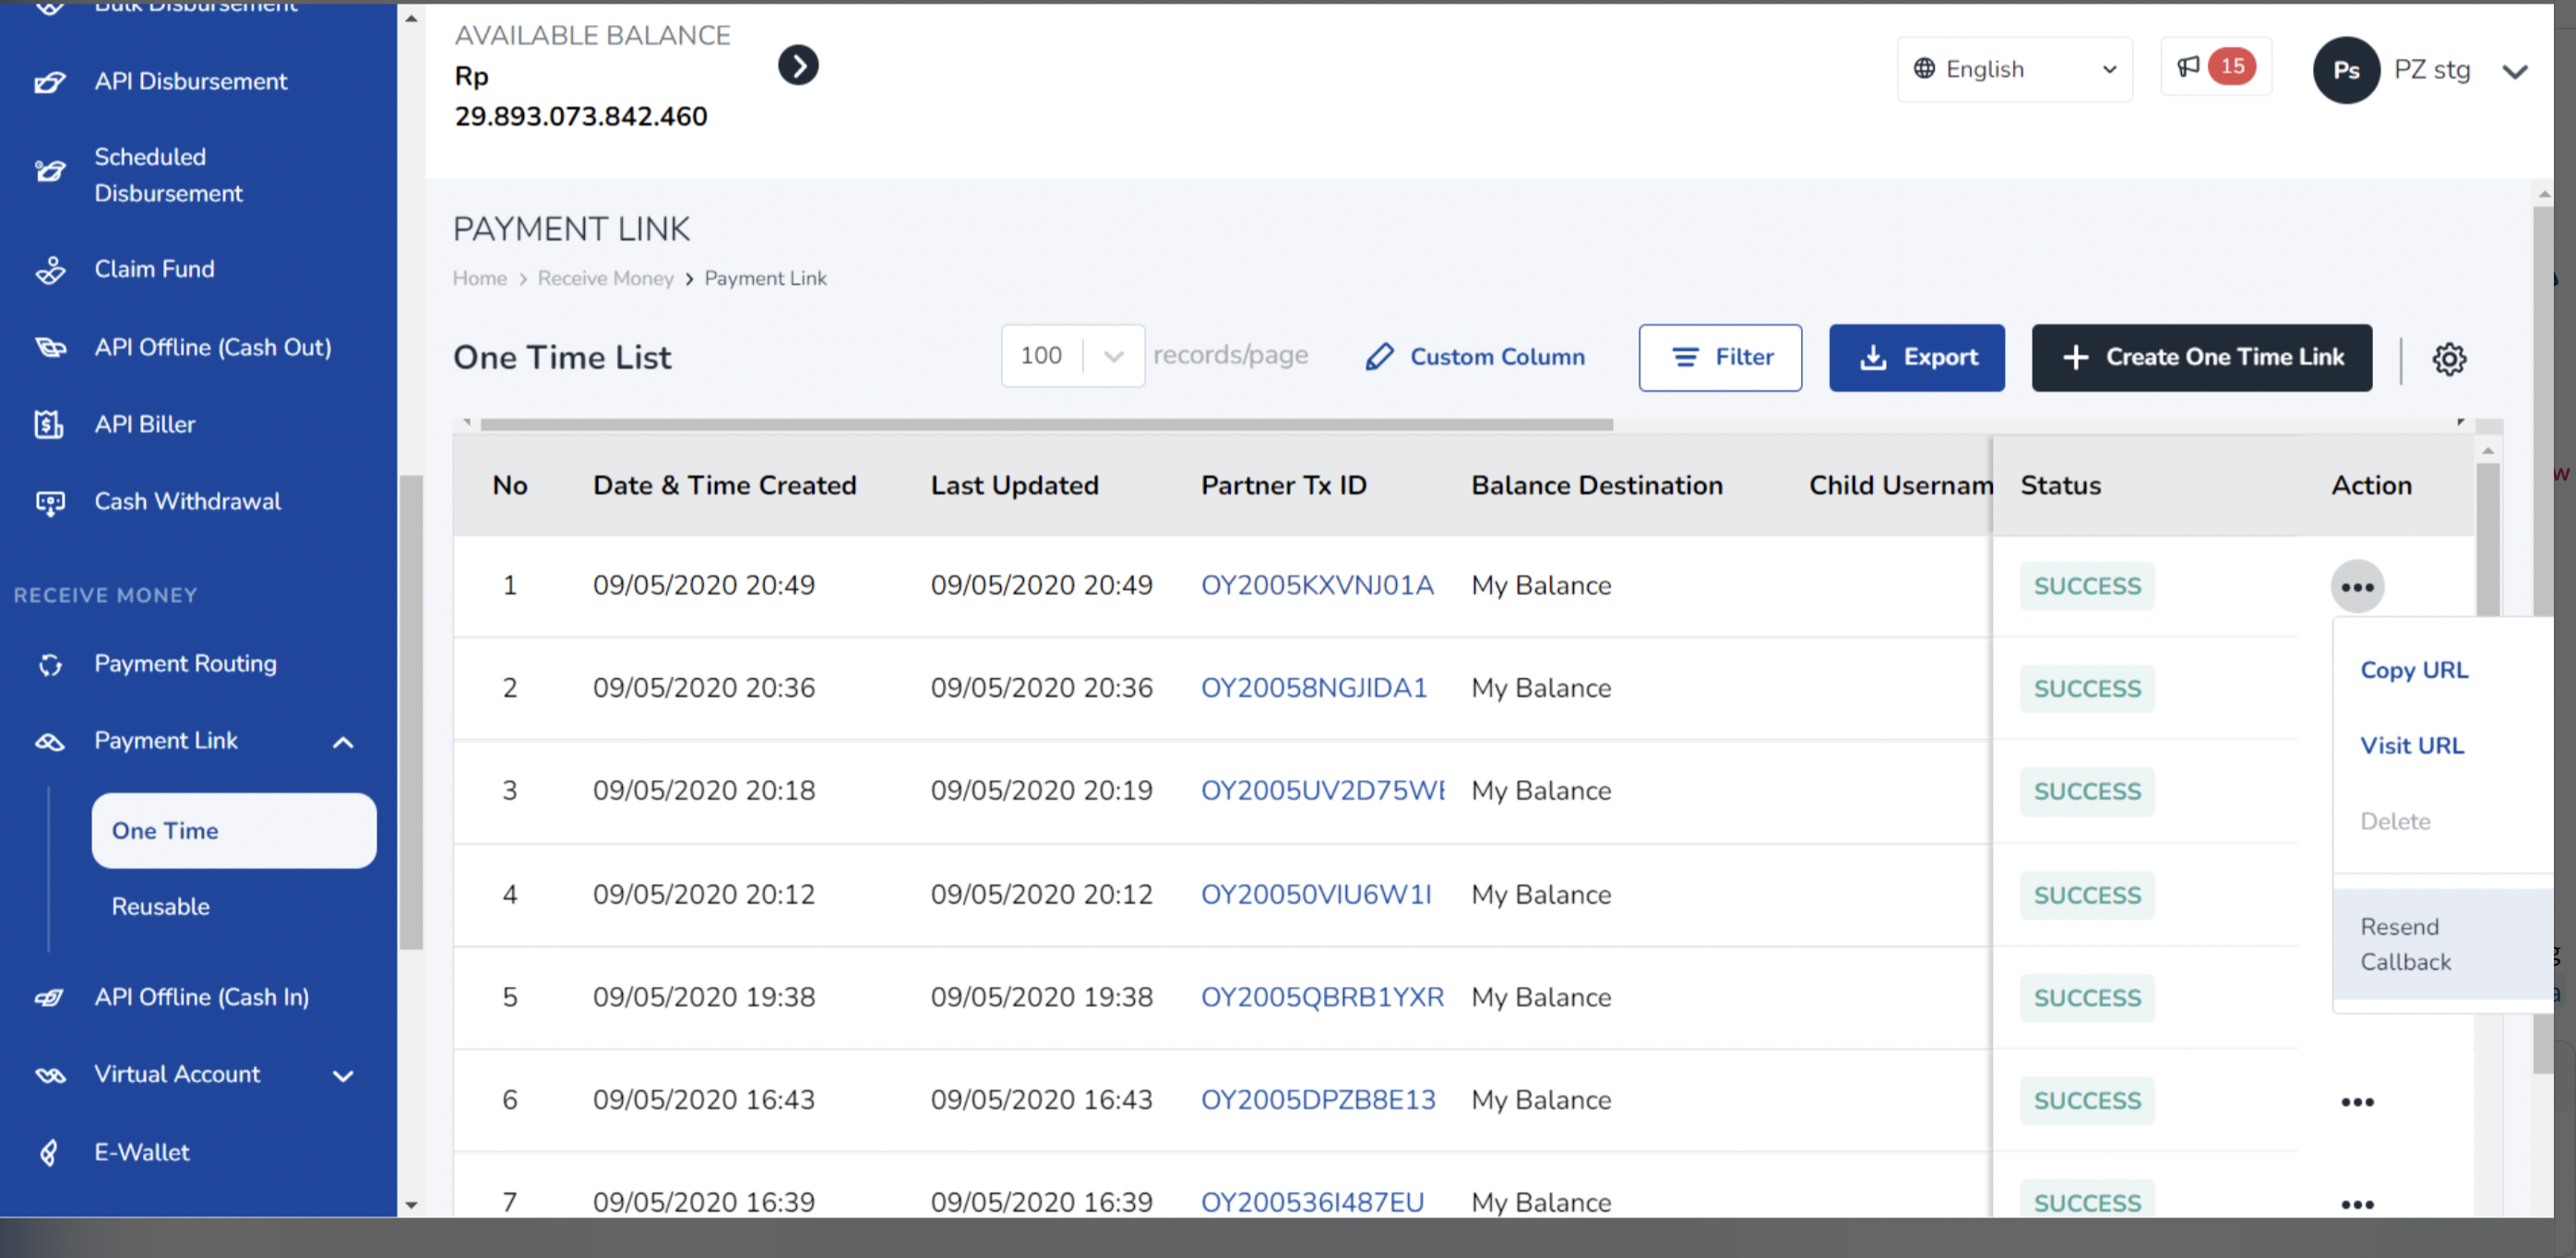 Bulk Disbursement
API Disbursement
Scheduled
Disbursement
Claim Fund
API Offline (Cash Out)
API Biller
Cash Withdrawal
RECEIVE MONEY
Payment Routing
Payment Link
One Time
Reusable
API Offline (Cash In)
Virtual Account
E-Wallet
AVAILABLE BALANCE
Rp
29.893.073.842.460
English
15
Ps PZ stg
PAYMENT LINK
Home > Receive Money > Payment Link
One Time List
100 records/page
Custom Column
Filter
Export
+ Create One Time Link
No Date & Time Created Last Updated Partner Tx ID Balance Destination Child Usernam Status Action
1 09/05/2020 20:49 09/05/2020 20:49 OY2005KXVNJ01A My Balance SUCCESS •••
2 09/05/2020 20:36 09/05/2020 20:36 OY20058NGJIDA1 My Balance SUCCESS
3 09/05/2020 20:18 09/05/2020 20:19 OY2005UV2D75W My Balance SUCCESS
4 09/05/2020 20:12 09/05/2020 20:12 OY20050VIU6W1I My Balance SUCCESS
5 09/05/2020 19:38 09/05/2020 19:38 OY2005QBRB1YXR My Balance SUCCESS
6 09/05/2020 16:43 09/05/2020 16:43 OY2005DPZB8E13 My Balance SUCCESS •••
7 09/05/2020 16:39 09/05/2020 16:39 OY200536I487EU My Balance SUCCESS •••
Copy URL
Visit URL
Delete
Resend
Callback